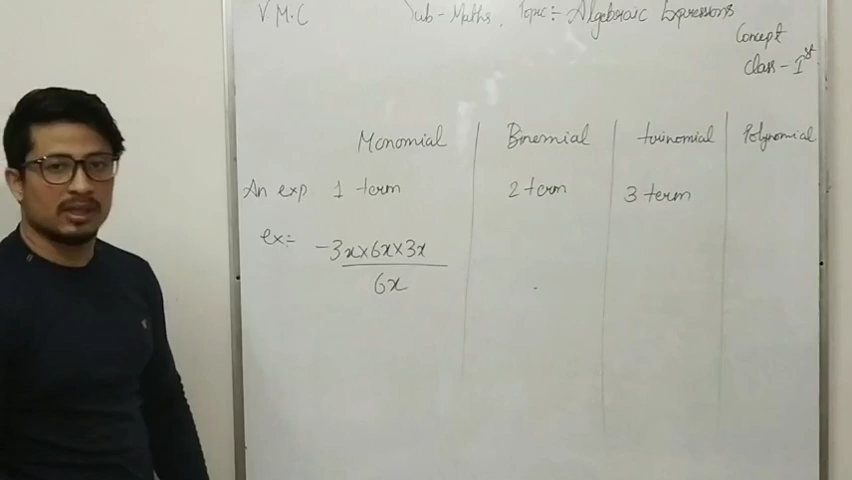 V.M.C Sub-Maths, Topic:- Algebraic Expressions
Concept
Class-1st
Monomial Binomial trinomial Polynomial
An exp 1 term 2 term 3 term
ex:- -3x×6x×3x
6x